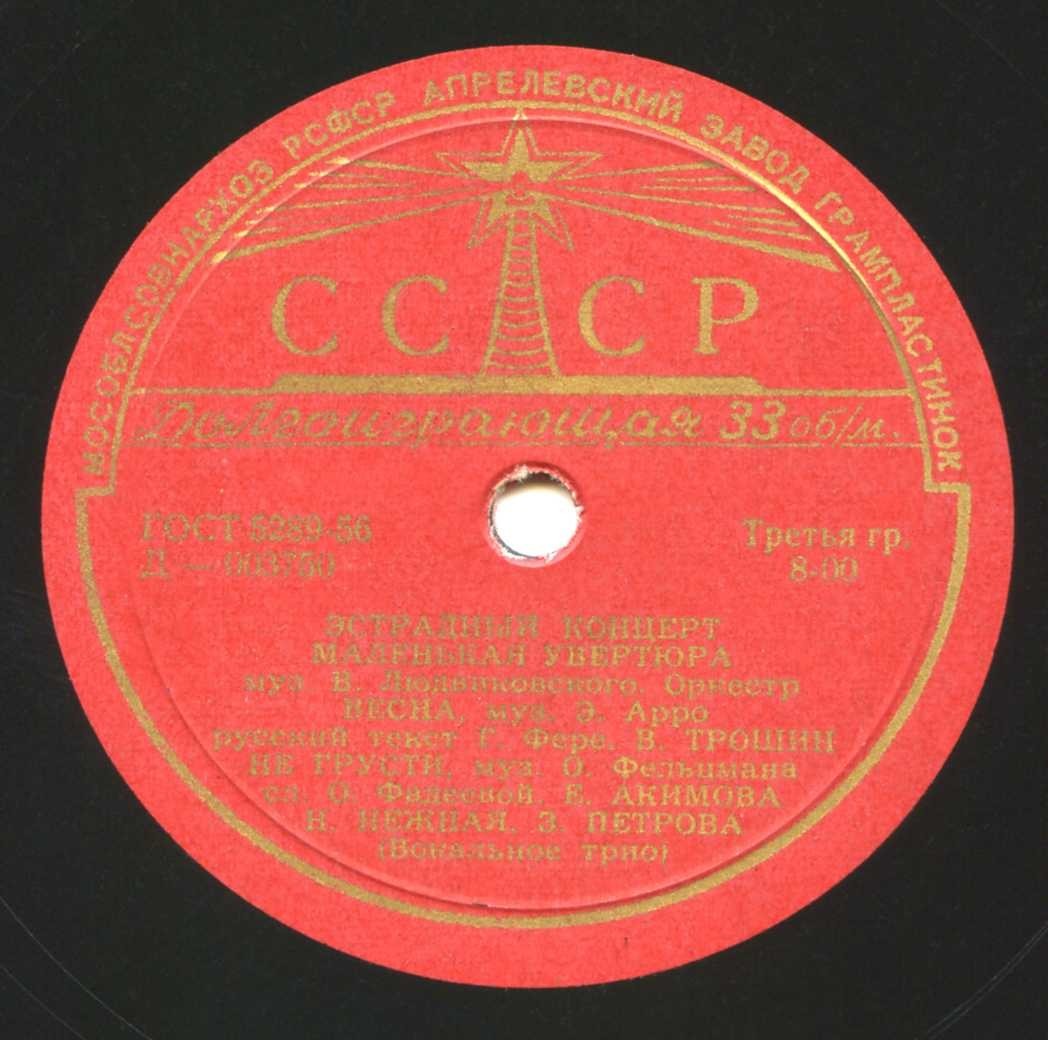 МОСОБЛСОВНАРХОЗ РСФСР АПРЕЛЕВСКИЙ ЗАВОД ГРАМПЛАСТИНОК
СССР
Долгоиграющая 33 об/м.
ГОСТ 5289-56
Третья гр.
Д — 003750
8-00
ЭСТРАДНЫЙ КОНЦЕРТ
МАЛЕНЬКАЯ УВЕРТЮРА
муз. В. Людвиковского. Оркестр
ВЕСНА, муз. Э. Арро
русский текст Г. Фере. В. ТРОШИН
НЕ ГРУСТИ, муз. О. Фельцмана
сл. О. Фадеевой. Е. АКИМОВА
Н. НЕЖНАЯ. З. ПЕТРОВА
(Вокальное трио)